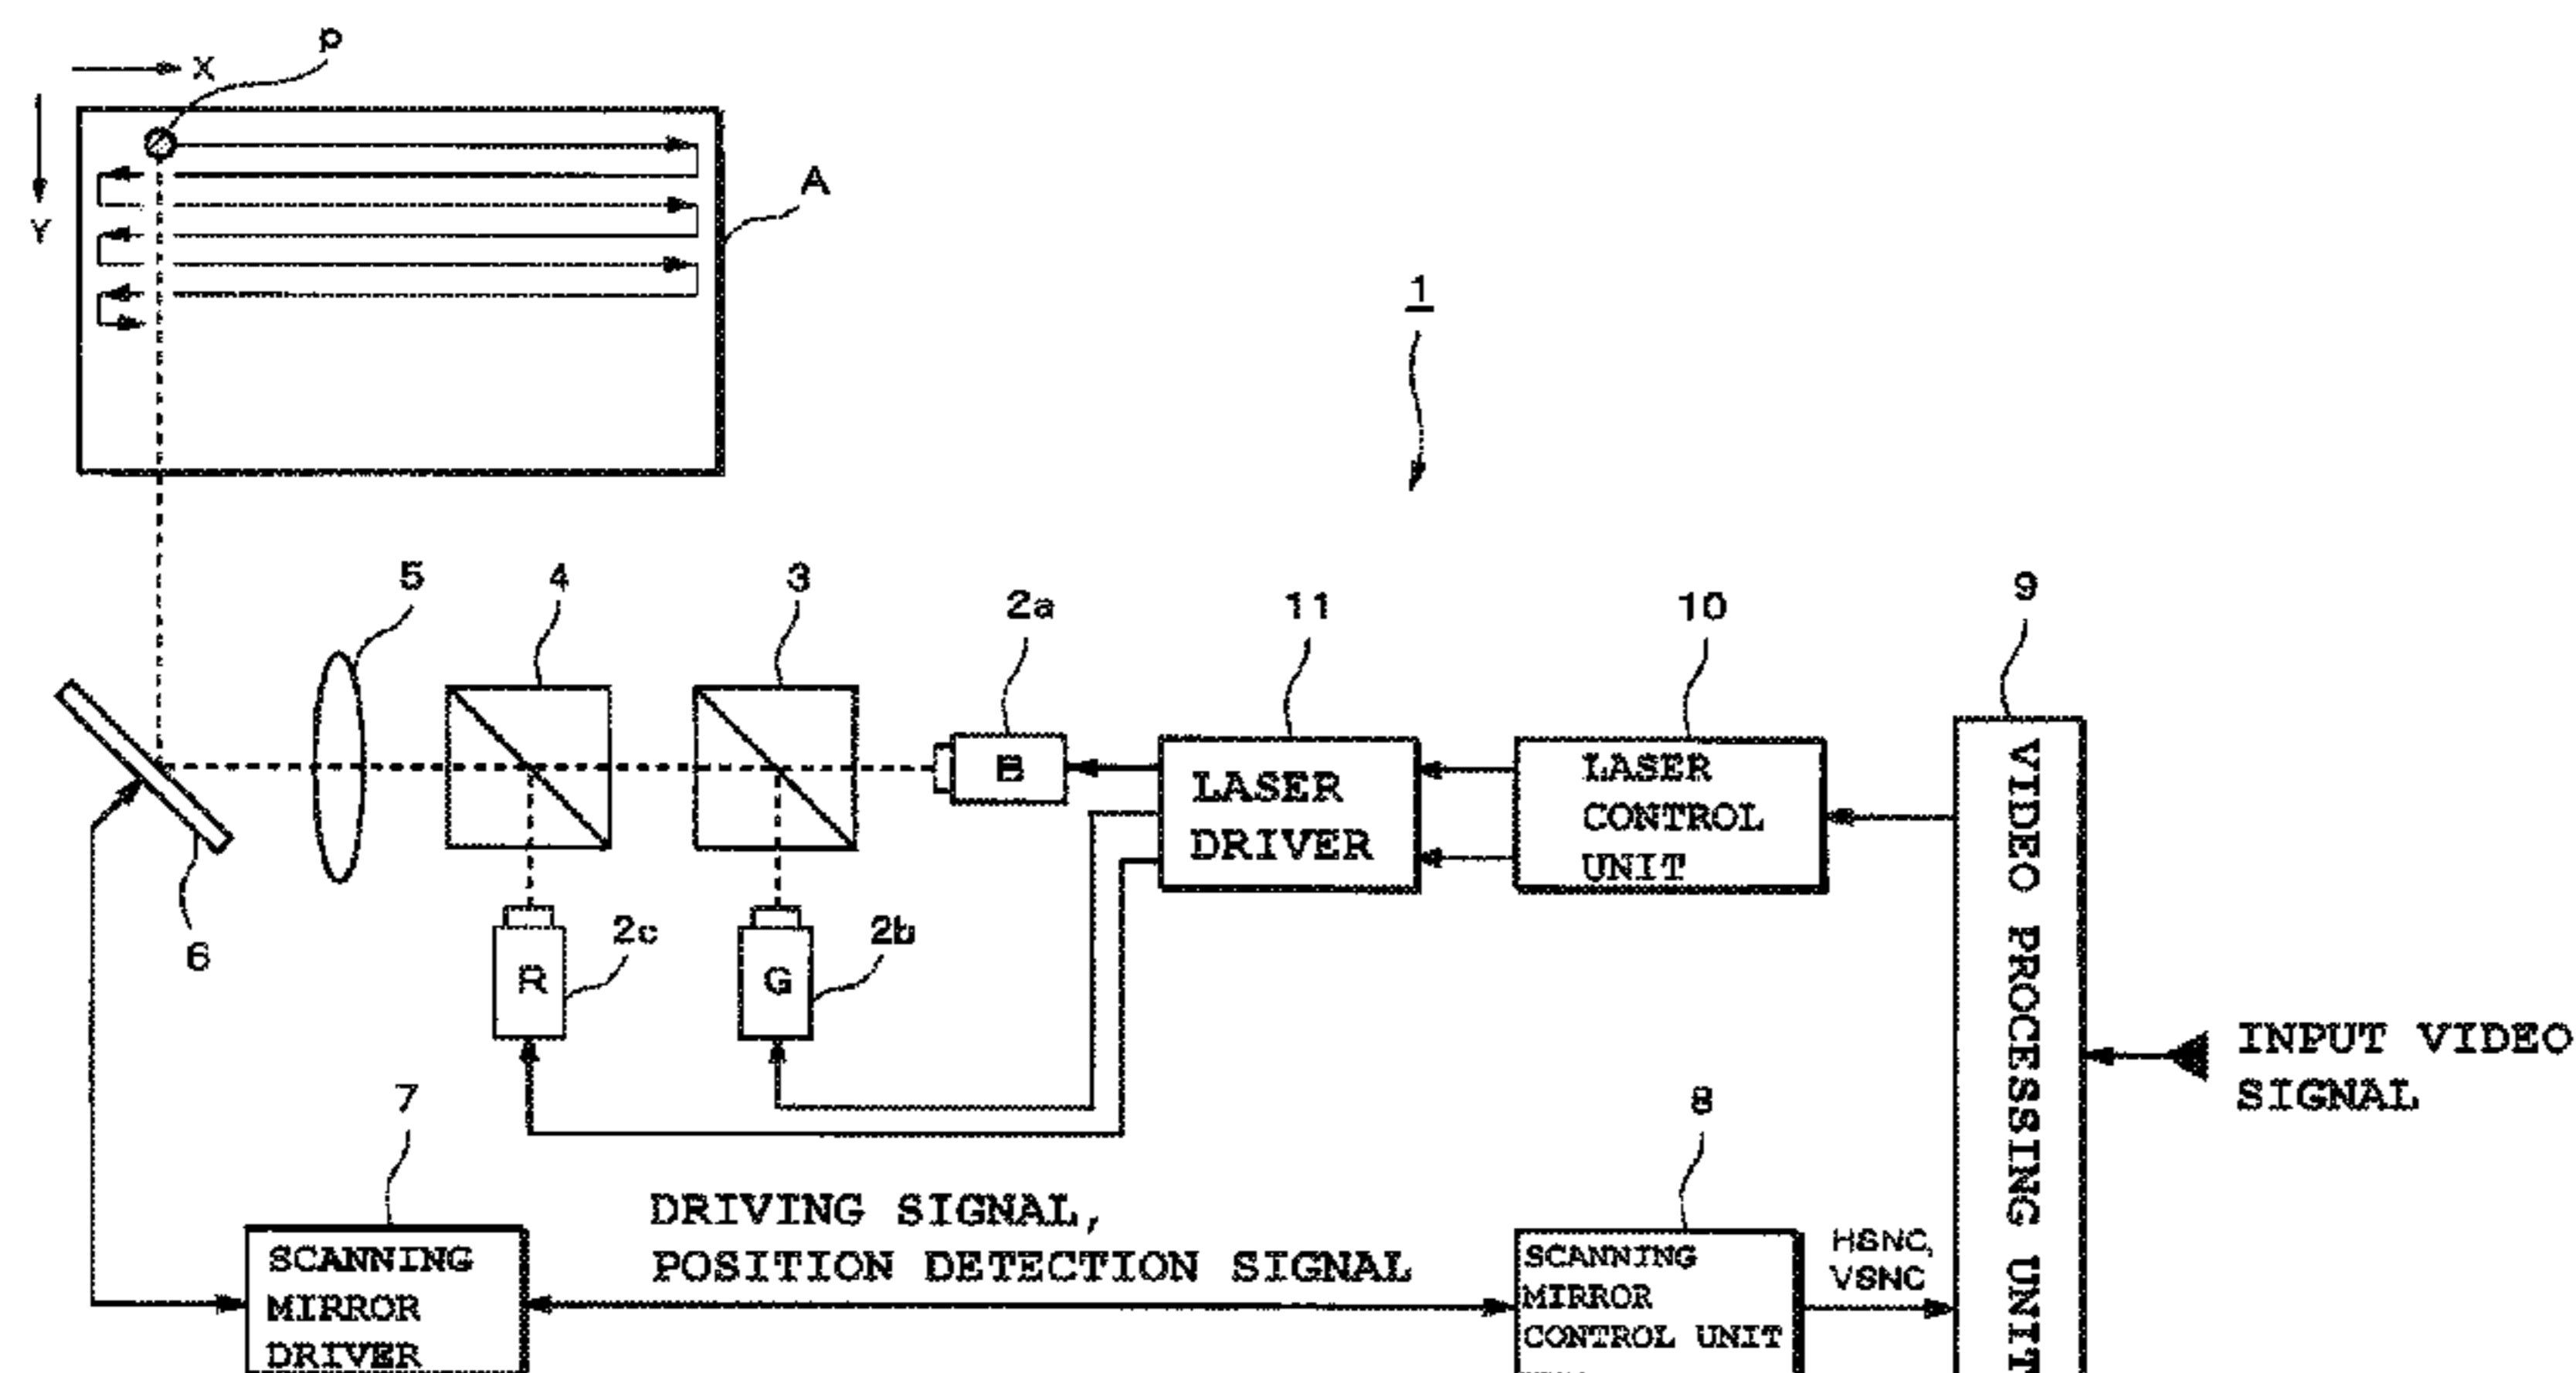 p
X
Y
A
1
5
4
3
2a
11
10
9
B
LASER
DRIVER
LASER
CONTROL
UNIT
VIDEO PROCESSING UNIT
6
R
2c
G
2b
INPUT VIDEO
SIGNAL
7
8
DRIVING SIGNAL,
POSITION DETECTION SIGNAL
SCANNING
MIRROR
DRIVER
SCANNING
MIRROR
CONTROL UNIT
HSNC,
VSNC